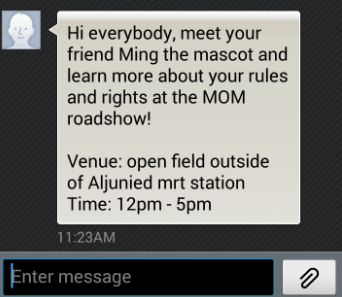 Hi everybody, meet your
friend Ming the mascot and
learn more about your rules
and rights at the MOM
roadshow!
Venue: open field outside
of Aljunied mrt station
Time: 12pm - 5pm
11:23AM
Enter message